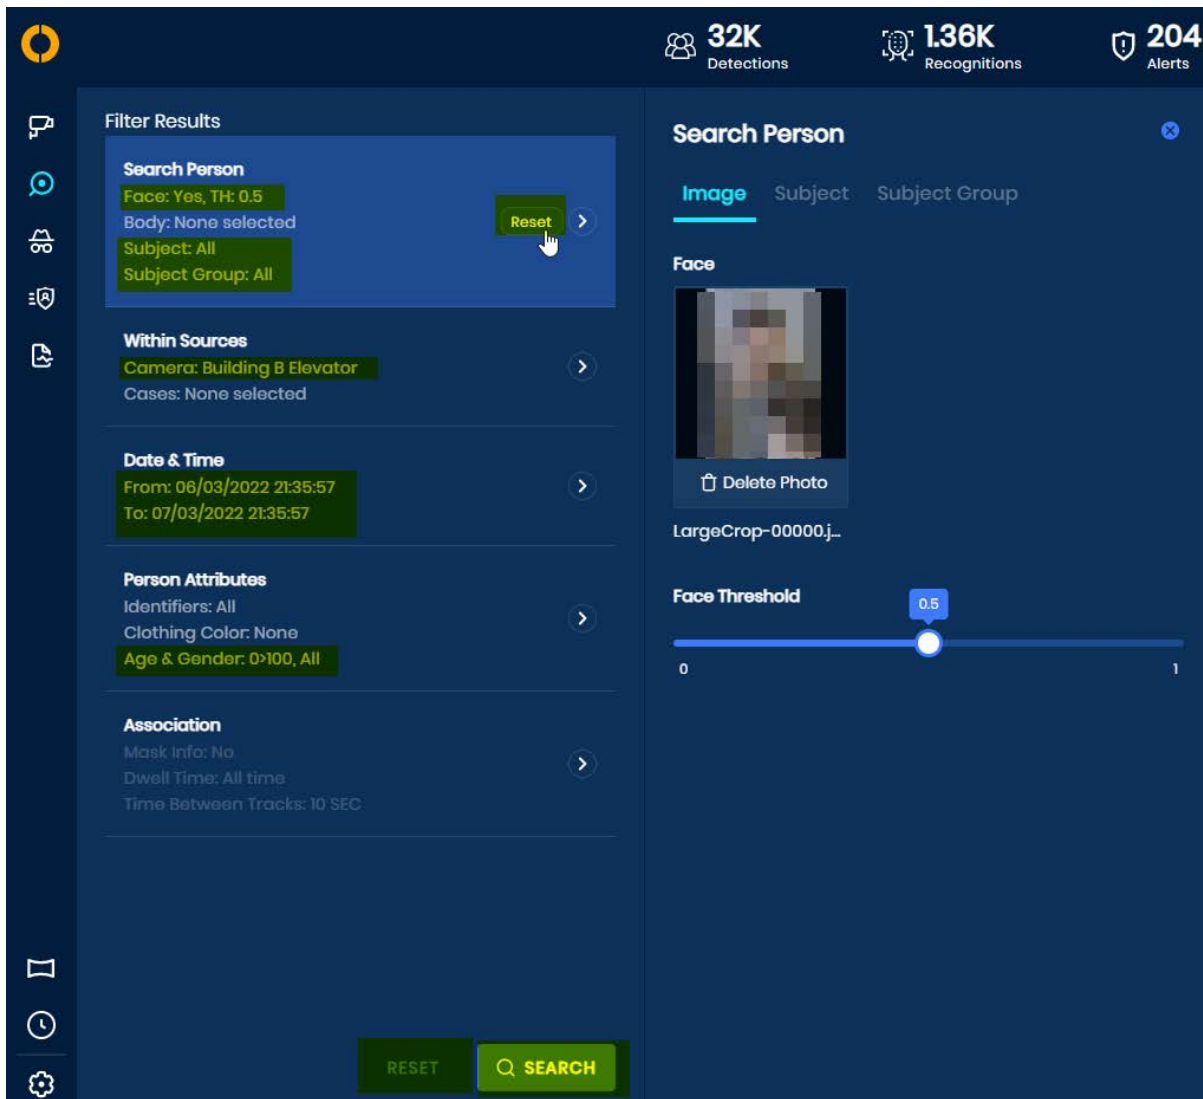 32K
Detections
1.36K
Recognitions
204
Alerts
Filter Results
Search Person
Face: Yes, TH: 0.5
Body: None selected
Subject: All
Subject Group: All
Reset
Within Sources
Camera: Building B Elevator
Cases: None selected
Date & Time
From: 06/03/2022 21:35:57
To: 07/03/2022 21:35:57
Person Attributes
Identifiers: All
Clothing Color: None
Age & Gender: 0>100, All
Association
Mask Info: No
Dwell Time: All time
Time Between Tracks: 10 SEC
RESET
SEARCH
Search Person
Image Subject Subject Group
Face
Delete Photo
LargeCrop-00000.j...
Face Threshold
0.5
0 1